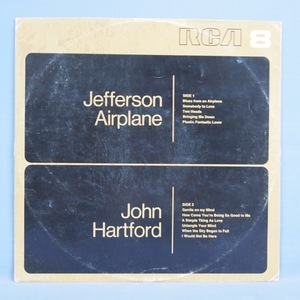 RCA 8
Jefferson
Airplane
SIDE 1
Blues from an Airplane
Somebody to Love
Two Heads
Bringing Me Down
Plastic Fantastic Lover
John
Hartford
SIDE 2
Gentle on my Mind
How Come You're Being So Good to Me
A Simple Thing As Love
Untangle Your Mind
When the Sky Began to Fall
I Would Not Be Here